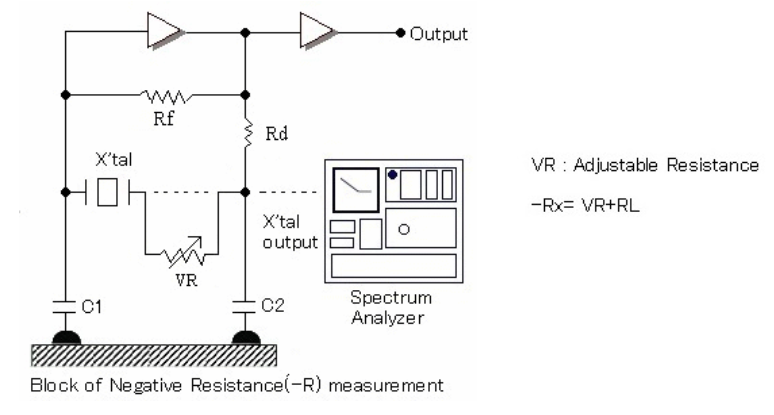 Output
Rf
Rd
X'tal
VR : Adjustable Resistance
-Rx= VR+RL
X'tal
output
VR
C1
C2
Spectrum
Analyzer
Block of Negative Resistance(-R) measurement